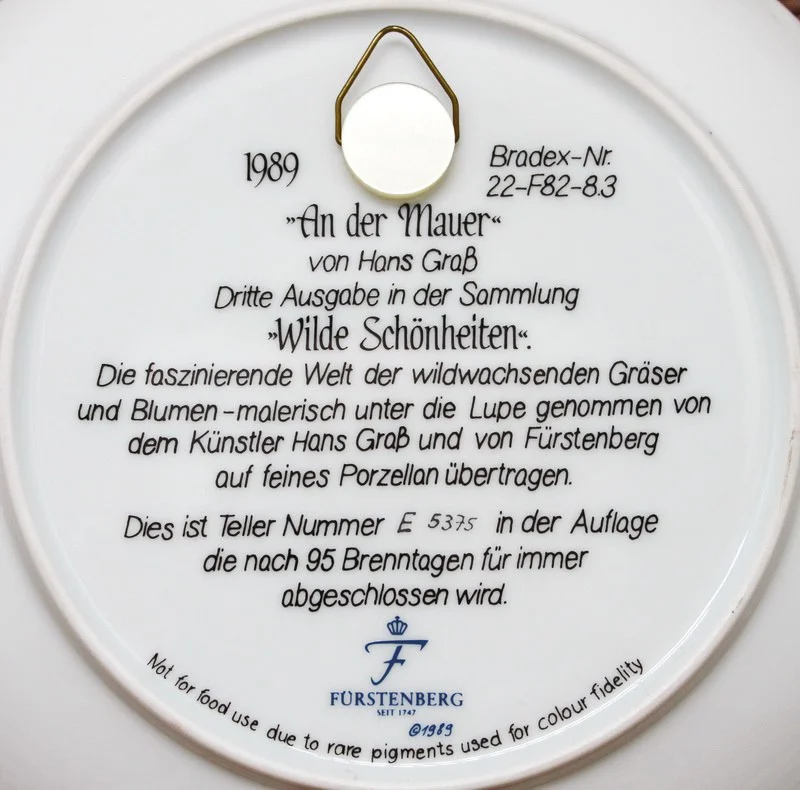 1989
Bradex-Nr.
22-F82-8.3
"An der Mauer“
von Hans Graß
Dritte Ausgabe in der Sammlung
"Wilde Schönheiten“.
Die faszinierende Welt der wildwachsenden Gräser
und Blumen-malerisch unter die Lupe genommen von
dem Künstler Hans Graß und von Fürstenberg
auf feines Porzellan übertragen.
Dies ist Teller Nummer E 5375 in der Auflage
die nach 95 Brenntagen für immer
abgeschlossen wird.
F
FÜRSTENBERG
SEIT 1747
©1989
Not for food use due to rare pigments used for colour fidelity